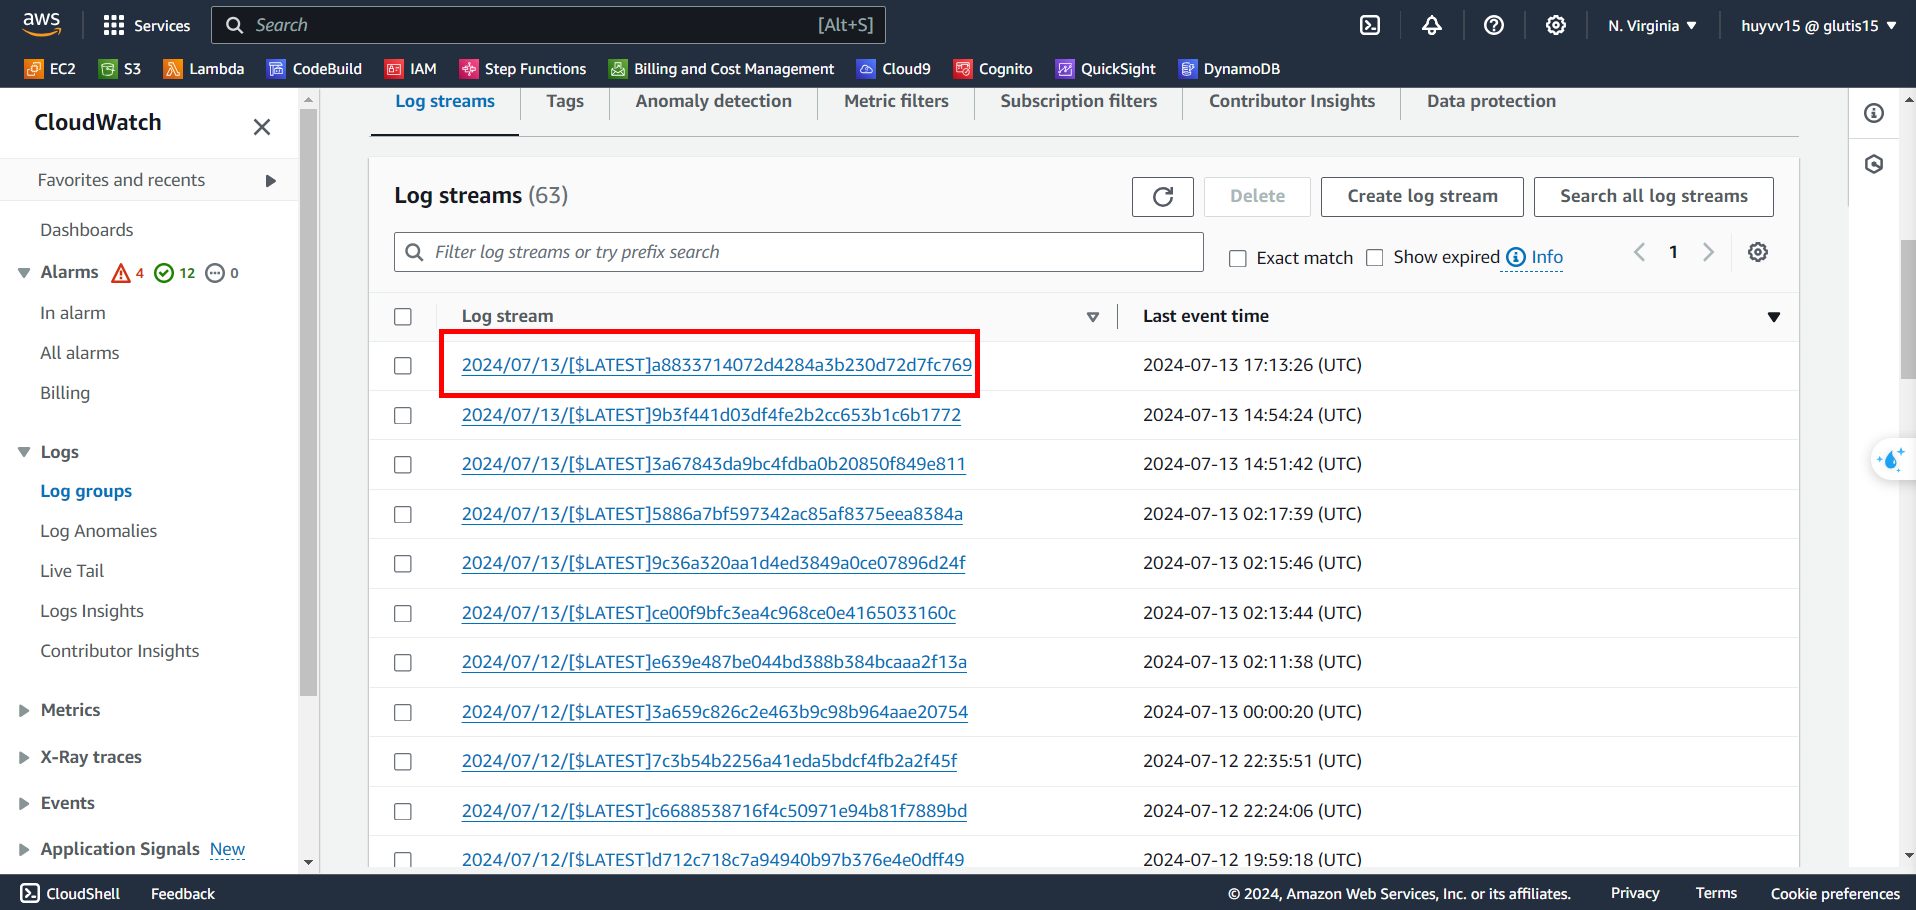 aws Services Search [Alt+S] N. Virginia huyvv15 @ glutis15
EC2 S3 Lambda CodeBuild IAM Step Functions Billing and Cost Management Cloud9 Cognito QuickSight DynamoDB
CloudWatch
Favorites and recents
Dashboards
Alarms 4 12 0
In alarm
All alarms
Billing
Logs
Log groups
Log Anomalies
Live Tail
Logs Insights
Contributor Insights
Metrics
X-Ray traces
Events
Application Signals New
Log streams Tags Anomaly detection Metric filters Subscription filters Contributor Insights Data protection
Log streams (63) Delete Create log stream Search all log streams
Filter log streams or try prefix search Exact match Show expired Info 1
Log stream Last event time
2024/07/13/[$LATEST]a8833714072d4284a3b230d72d7fc769 2024-07-13 17:13:26 (UTC)
2024/07/13/[$LATEST]9b3f441d03df4fe2b2cc653b1c6b1772 2024-07-13 14:54:24 (UTC)
2024/07/13/[$LATEST]3a67843da9bc4fdba0b20850f849e811 2024-07-13 14:51:42 (UTC)
2024/07/13/[$LATEST]5886a7bf597342ac85af8375eea8384a 2024-07-13 02:17:39 (UTC)
2024/07/13/[$LATEST]9c36a320aa1d4ed3849a0ce07896d24f 2024-07-13 02:15:46 (UTC)
2024/07/13/[$LATEST]ce00f9bfc3ea4c968ce0e4165033160c 2024-07-13 02:13:44 (UTC)
2024/07/12/[$LATEST]e639e487be044bd388b384bcaaa2f13a 2024-07-13 02:11:38 (UTC)
2024/07/12/[$LATEST]3a659c826c2e463b9c98b964aae20754 2024-07-13 00:00:20 (UTC)
2024/07/12/[$LATEST]7c3b54b2256a41eda5bdcf4fb2a2f45f 2024-07-12 22:35:51 (UTC)
2024/07/12/[$LATEST]c6688538716f4c50971e94b81f7889bd 2024-07-12 22:24:06 (UTC)
2024/07/12/[$LATEST]d712c718c7a94940b97b376e4e0dff49 2024-07-12 19:59:18 (UTC)
CloudShell Feedback © 2024, Amazon Web Services, Inc. or its affiliates. Privacy Terms Cookie preferences